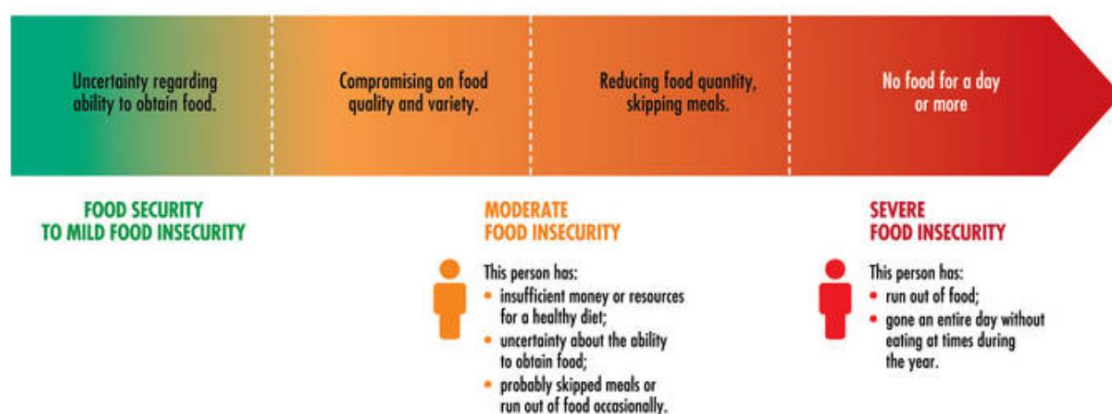 Uncertainty regarding
ability to obtain food.
Compromising on food
quality and variety.
Reducing food quantity,
skipping meals.
No food for a day
or more
FOOD SECURITY
TO MILD FOOD INSECURITY
MODERATE
FOOD INSECURITY
This person has:
• insufficient money or resources
for a healthy diet;
• uncertainty about the ability
to obtain food;
• probably skipped meals or
run out of food occasionally.
SEVERE
FOOD INSECURITY
This person has:
• run out of food;
• gone an entire day without
eating at times during
the year.